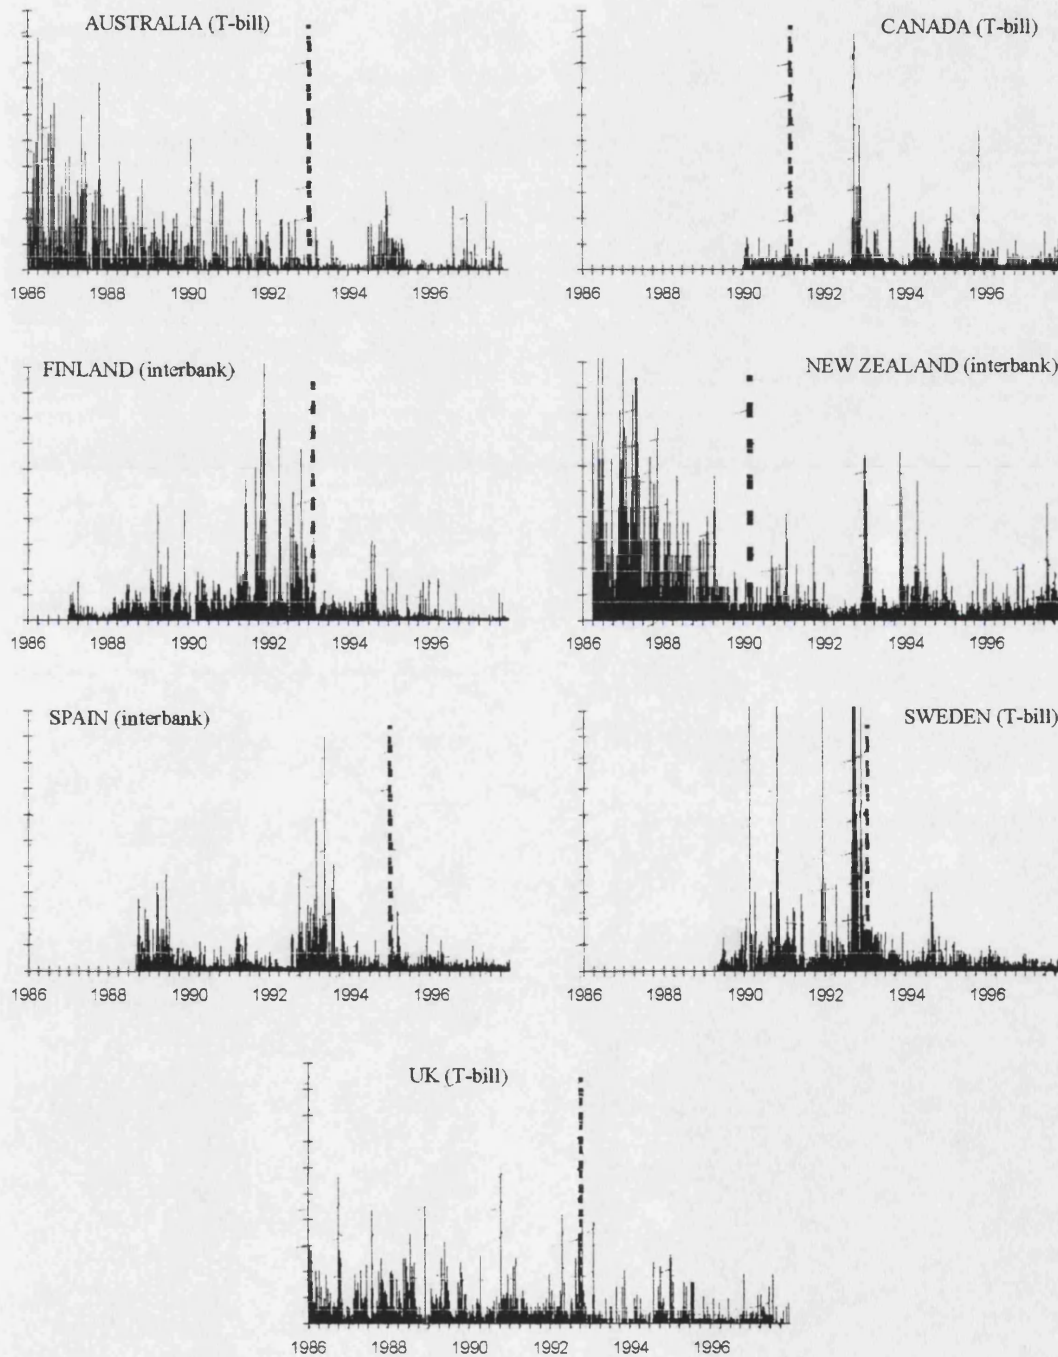 AUSTRALIA (T-bill)
CANADA (T-bill)
1986 1988 1990 1992 1994 1996
1986 1988 1990 1992 1994 1996
FINLAND (interbank)
NEW ZEALAND (interbank)
1986 1988 1990 1992 1994 1996
1986 1988 1990 1992 1994 1996
SPAIN (interbank)
SWEDEN (T-bill)
1986 1988 1990 1992 1994 1996
1986 1988 1990 1992 1994 1996
UK (T-bill)
1986 1988 1990 1992 1994 1996